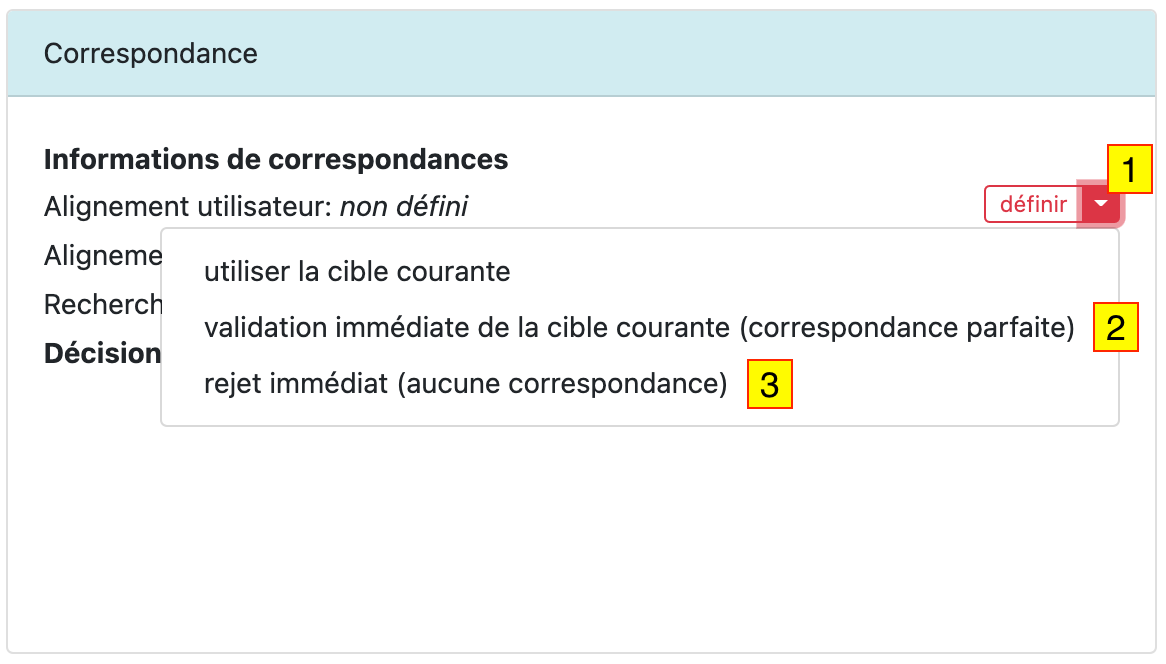 Correspondance
Informations de correspondances
1
Alignement utilisateur: non défini
définir
Aligneme
utiliser la cible courante
Recherch
validation immédiate de la cible courante (correspondance parfaite)
2
Décision
rejet immédiat (aucune correspondance)
3